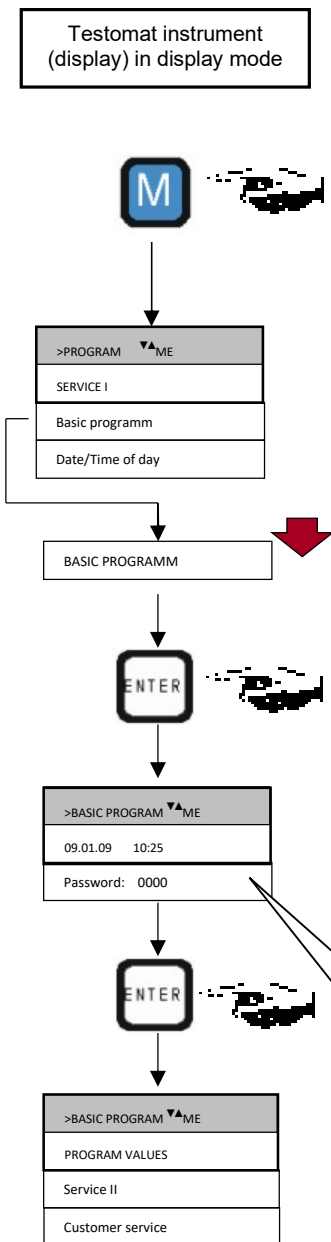 Testomat instrument
(display) in display mode
M
>PROGRAM ▼▲ME
SERVICE I
Basic programm
Date/Time of day
BASIC PROGRAMM
ENTER
>BASIC PROGRAM ▼▲ME
09.01.09 10:25
Password: 0000
ENTER
>BASIC PROGRAM ▼▲ME
PROGRAM VALUES
Service II
Customer service